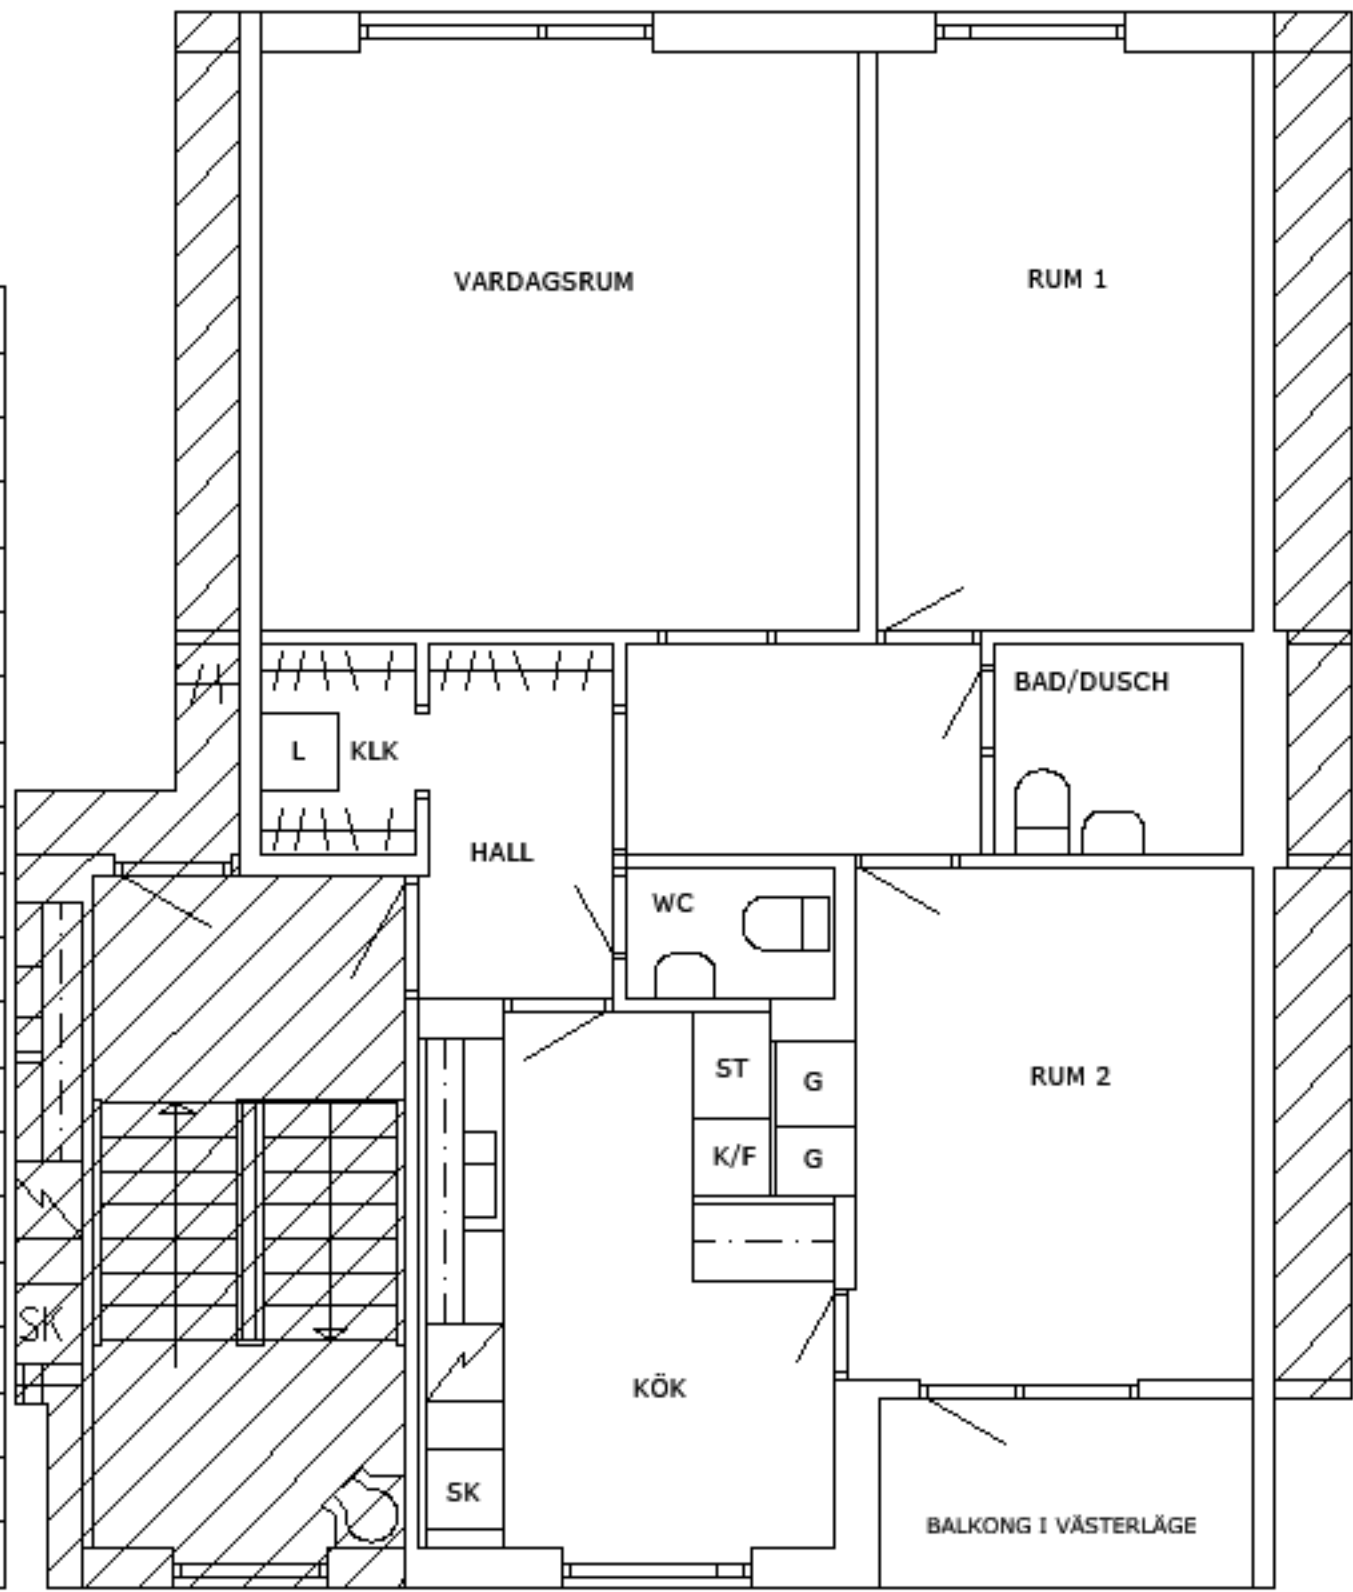 VARDAGSRUM
RUM 1
BAD/DUSCH
L
KLK
HALL
WC
ST
G
RUM 2
K/F
G
SK
KÖK
SK
BALKONG I VÄSTERLÄGE